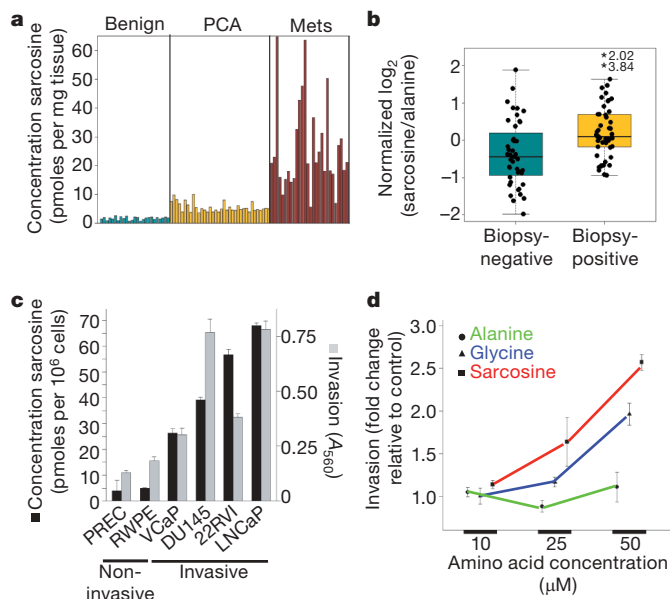 a
Benign
PCA
Mets
Concentration sarcosine
(pmoles per mg tissue)
60
50
40
30
20
10
0
b
Normalized log2
(sarcosine/alanine)
2
1
0
−1
−2
*2.02
*3.84
Biopsy-
negative
Biopsy-
positive
c
Concentration sarcosine
(pmoles per 10⁶ cells)
70
60
50
40
30
20
10
0
0.75
0.50
0.25
0
Invasion (A560)
PREC
RWPE
VCaP
DU145
22RVI
LNCaP
Non-
invasive
Invasive
d
Invasion (fold change
relative to control)
3.0
2.5
2.0
1.5
1.0
Alanine
Glycine
Sarcosine
10
25
50
Amino acid concentration
(μM)